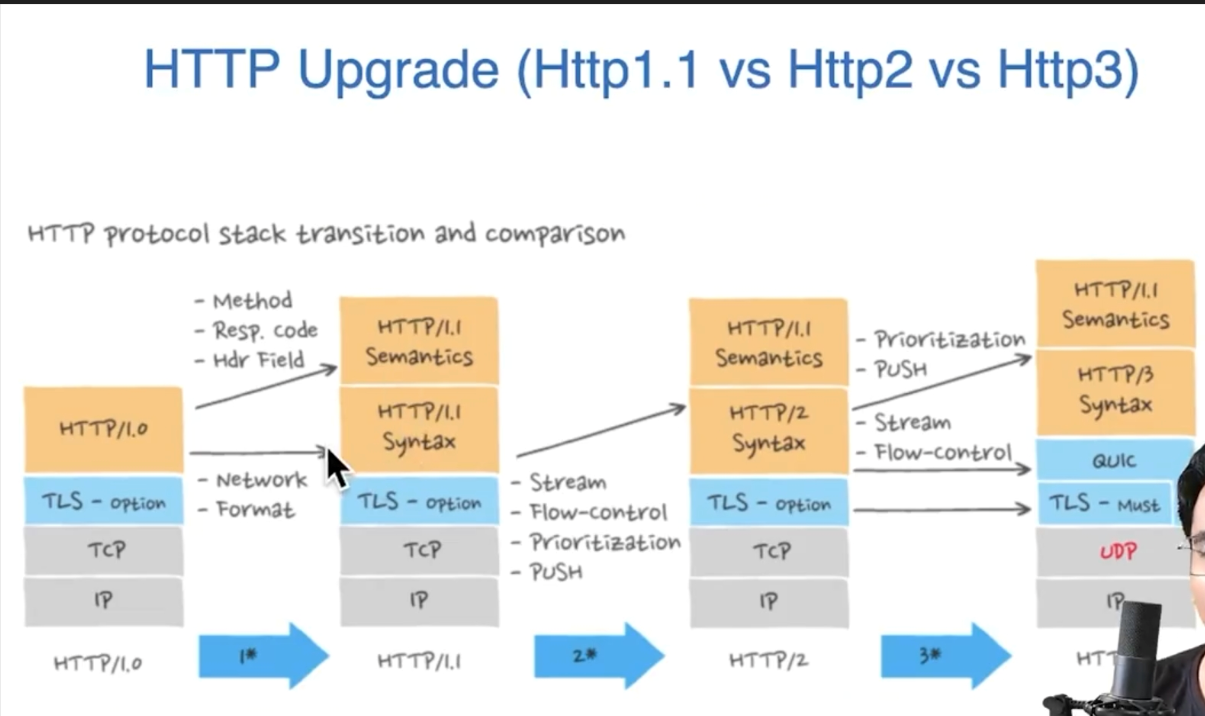 HTTP Upgrade (Http1.1 vs Http2 vs Http3)
HTTP protocol stack transition and comparison
HTTP/1.0
TLS - option
TCP
IP
HTTP/1.0
- Method
- Resp. code
- Hdr Field
- Network
- Format
1*
HTTP/1.1
Semantics
HTTP/1.1
Syntax
TLS - option
TCP
IP
HTTP/1.1
- Stream
- Flow-control
- Prioritization
- PUSH
2*
HTTP/1.1
Semantics
HTTP/2
Syntax
TLS - option
TCP
IP
HTTP/2
- Prioritization
- PUSH
- Stream
- Flow-control
3*
HTTP/1.1
Semantics
HTTP/3
Syntax
QUIC
TLS - Must
UDP
IP